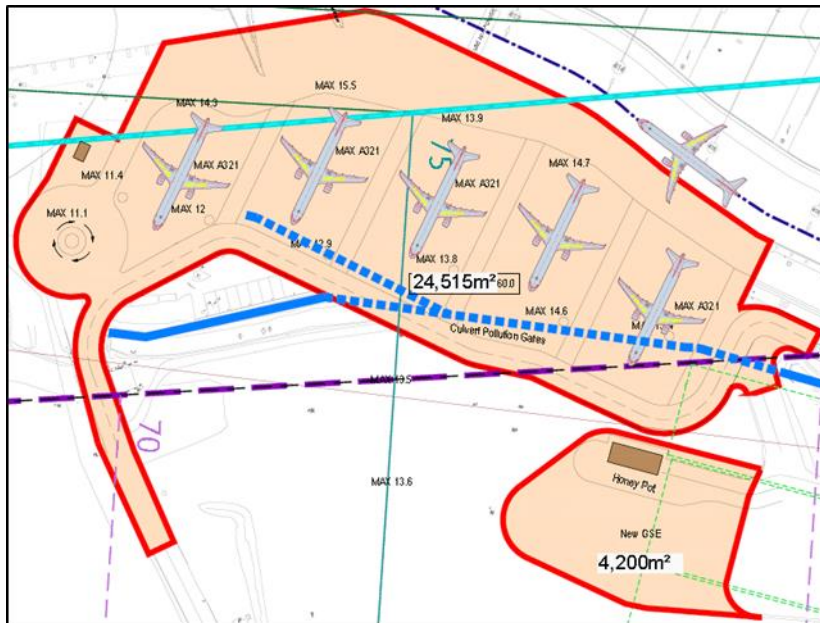 MAX 15.5
MAX 14.3
MAX 13.9
MAX A321
MAX A321
75
MAX 14.7
MAX 11.4
MAX A321
MAX 12
MAX 11.1
MAX 13.8
24,515m²
60.0
MAX A321
MAX 14.6
Culvert Pollution Gates
MAX 13.5
70
MAX 13.6
Honey Pot
New GSE
4,200m²